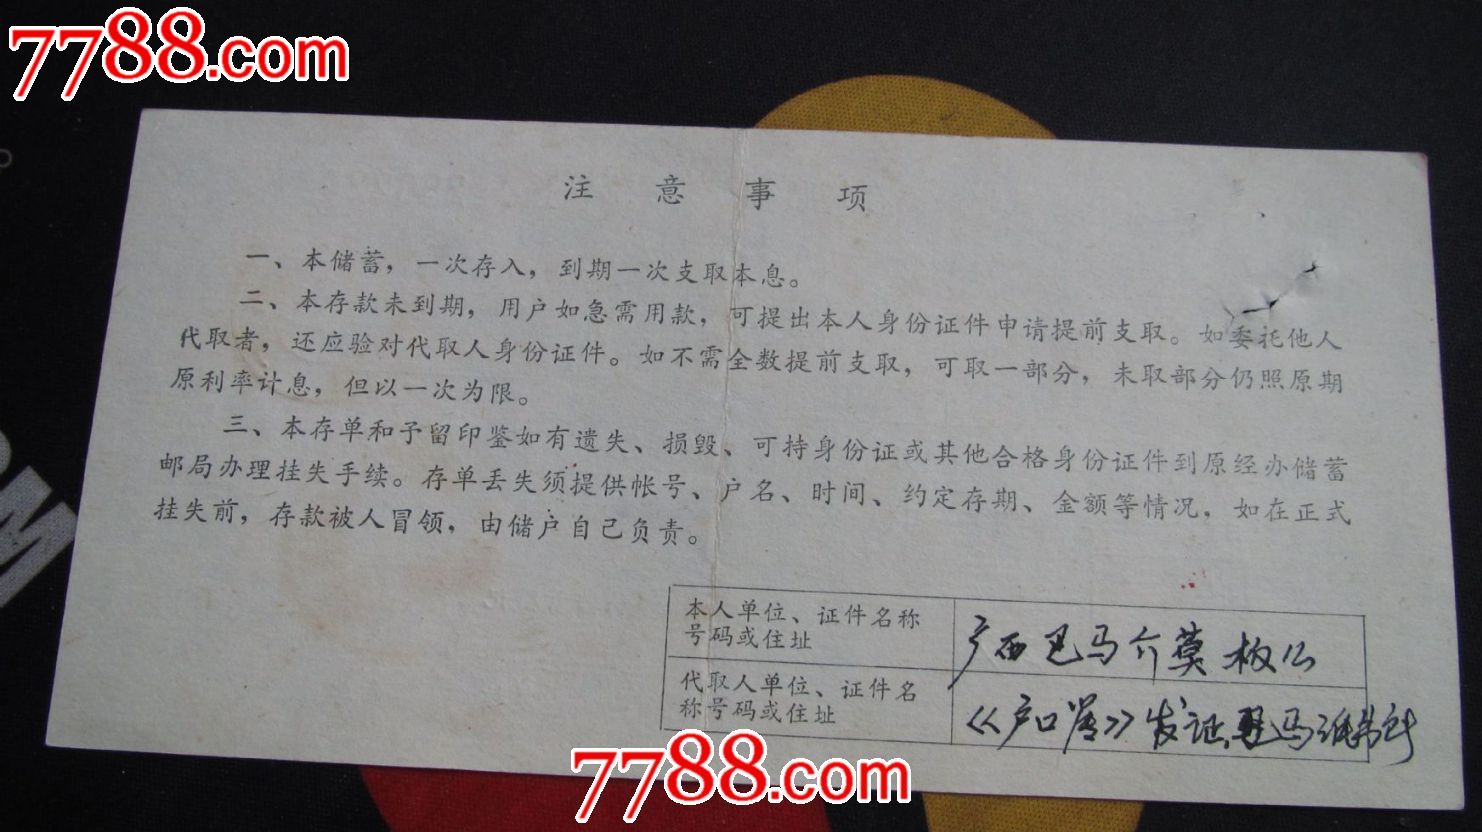 7788.com
7788.com
注意事项
一、本储蓄，一次存入，到期一次支取本息。
二、本存款未到期，用户如急需用款，可提出本人身份证件申请提前支取。如委托他人
代取者，还应验对代取人身份证件。如不需全数提前支取，可取一部分，未取部分仍照原期
原利率计息，但以一次为限。
三、本存单和予留印鉴如有遗失、损毁、可持身份证或其他合格身份证件到原经办储蓄
邮局办理挂失手续。存单丢失须提供帐号、户名、时间、约定存期、金额等情况，如在正式
挂失前，存款被人冒领，由储户自己负责。
本人单位、证件名称
号码或住址
广西巴马介莫板公
代取人单位、证件名
称号码或住址
《户口簿》发证
7788.com